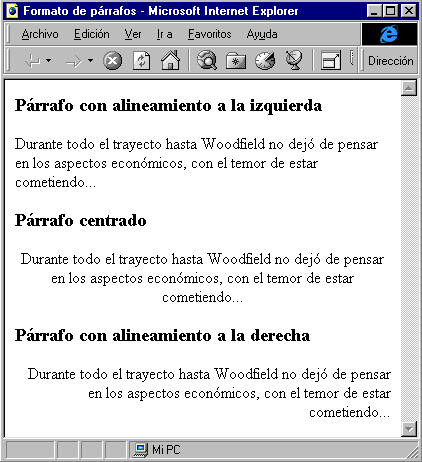 Formato de párrafos - Microsoft Internet Explorer
Archivo Edición Ver Ir a Favoritos Ayuda
Dirección
Párrafo con alineamiento a la izquierda
Durante todo el trayecto hasta Woodfield no dejó de pensar
en los aspectos económicos, con el temor de estar
cometiendo...
Párrafo centrado
Durante todo el trayecto hasta Woodfield no dejó de pensar
en los aspectos económicos, con el temor de estar
cometiendo...
Párrafo con alineamiento a la derecha
Durante todo el trayecto hasta Woodfield no dejó de pensar
en los aspectos económicos, con el temor de estar
cometiendo...
Mi PC